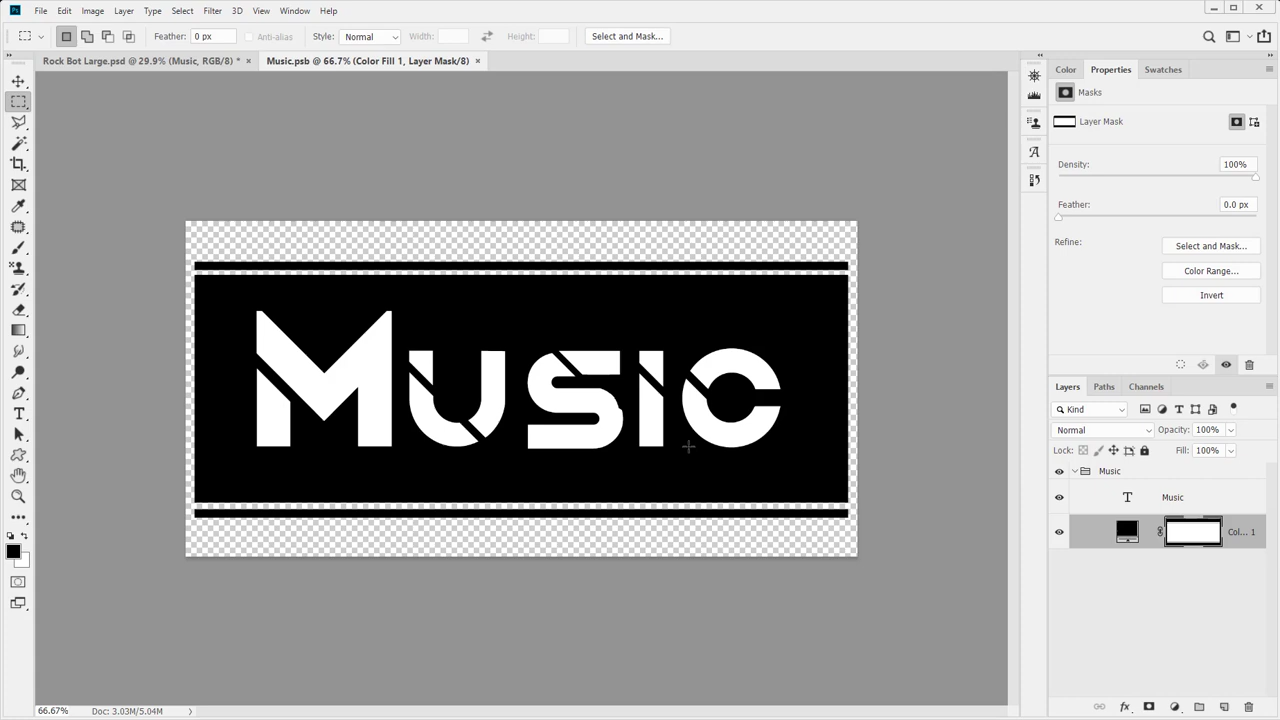 Ps File Edit Image Layer Type Select Filter 3D View Window Help
Feather: 0 px Anti-alias Style: Normal Width: Height: Select and Mask...
Rock Bot Large.psd @ 29.9% (Music, RGB/8) * × Music.psb @ 66.7% (Color Fill 1, Layer Mask/8) ×
Color Properties Swatches
Masks
Layer Mask
Density: 100%
Feather: 0.0 px
Refine: Select and Mask...
Color Range...
Invert
Music
Layers Paths Channels
Kind
Normal Opacity: 100%
Lock: Fill: 100%
Music
T Music
Col... 1
66.67% Doc: 3.03M/5.04M